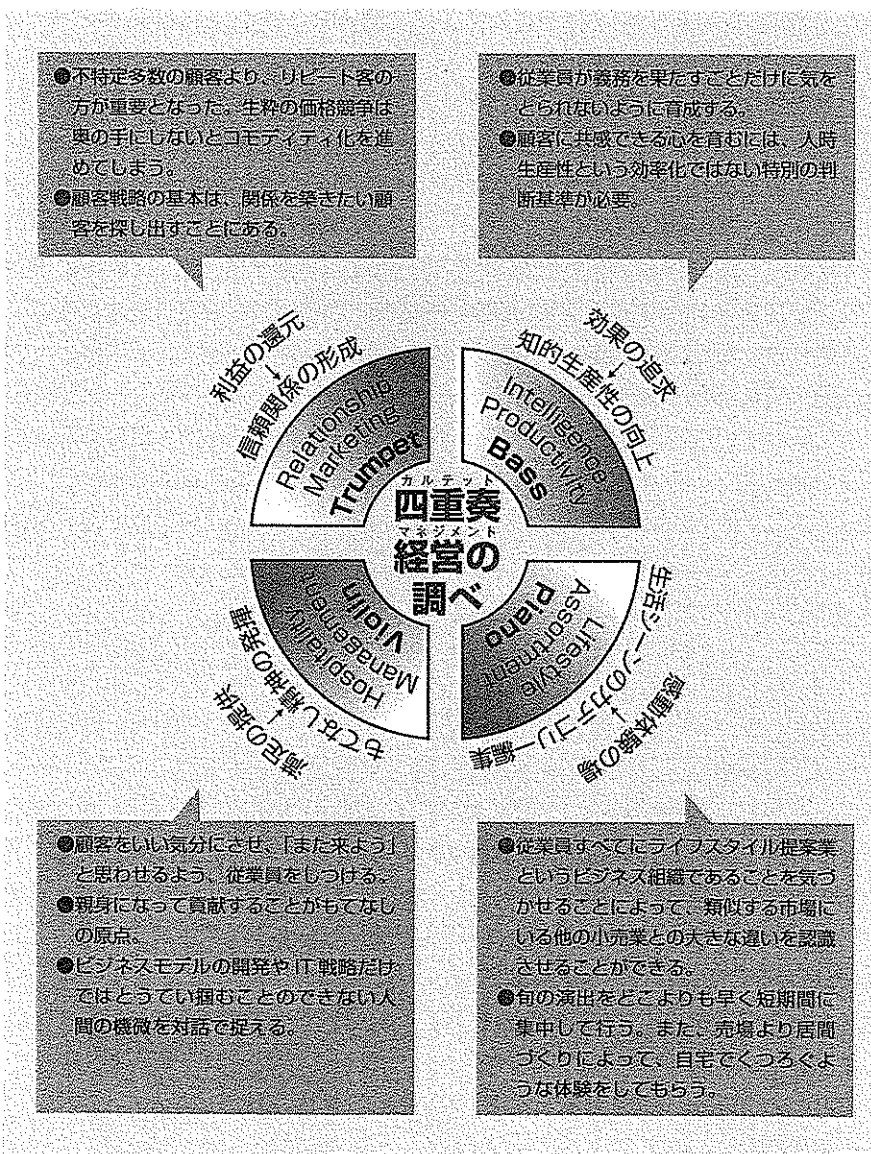 ●不特定多数の顧客より、リピート客の
方が重要となった。生粋の価格競争は
奥の手にしないとコモディティ化を進
めてしまう。
●顧客戦略の基本は、関係を築きたい顧
客を探し出すことにある。
●従業員が義務を果たすことだけに気を
とられないように育成する。
●顧客に共感できる心を育むには、人時
生産性という効率化ではない特別の判
断基準が必要。
利益の還元
↓
信頼関係の形成
Relationship
Marketing
Trumpet
効果の追求
↓
知的生産性の向上
Intelligence
Productivity
Bass
カルテット
四重奏
マネジメント
経営の
調べ
Violin
Management
Hospitality
もてなし精神の発揮
↑
満足の提供
Piano
Assortment
Lifestyle
生活シーンのカテゴリー編集
↑
感動体験の場
●顧客をいい気分にさせ、「また来よう」
と思わせるよう、従業員をしつける。
●親身になって貢献することがもてなし
の原点。
●ビジネスモデルの開発やIT戦略だけ
ではとうてい掴むことのできない人
間の機微を対話で捉える。
●従業員すべてにライフスタイル提案業
というビジネス組織であることを気づ
かせることによって、類似する市場に
いる他の小売業との大きな違いを認識
させることができる。
●旬の演出をどこよりも早く短期間に
集中して行う。また、売場より居間
づくりによって、自宅でくつろぐよ
うな体験をしてもらう。